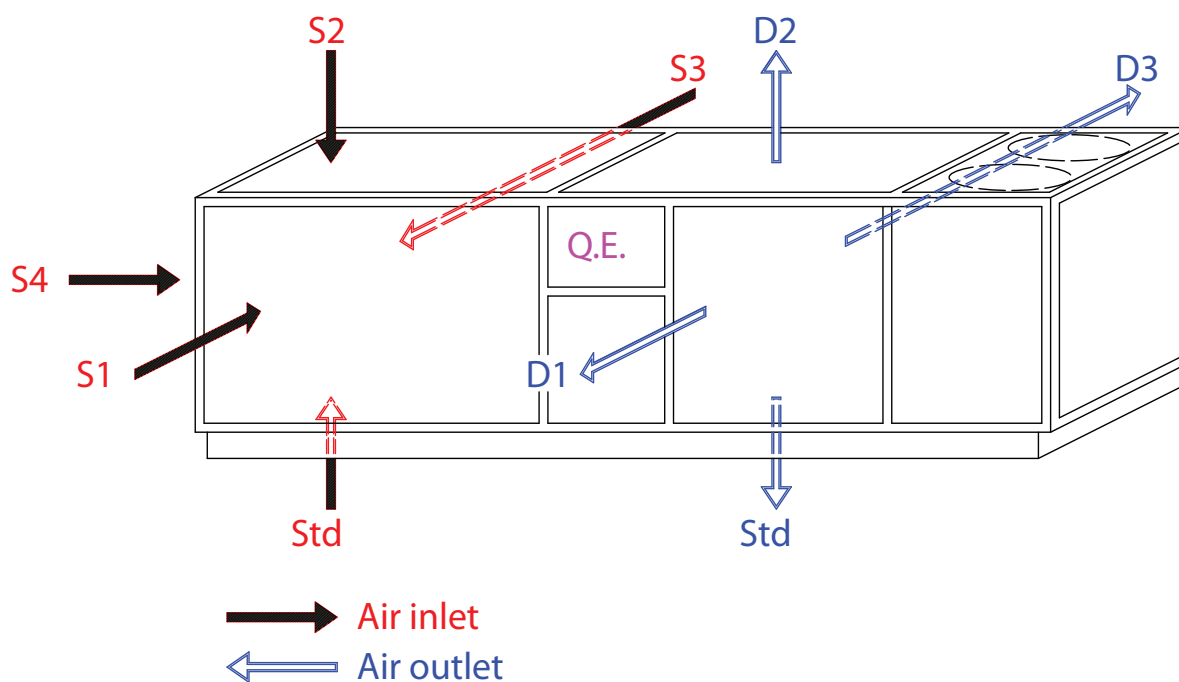 S2
D2
S3
D3
Q.E.
S4
S1
D1
Std
Std
Air inlet
Air outlet